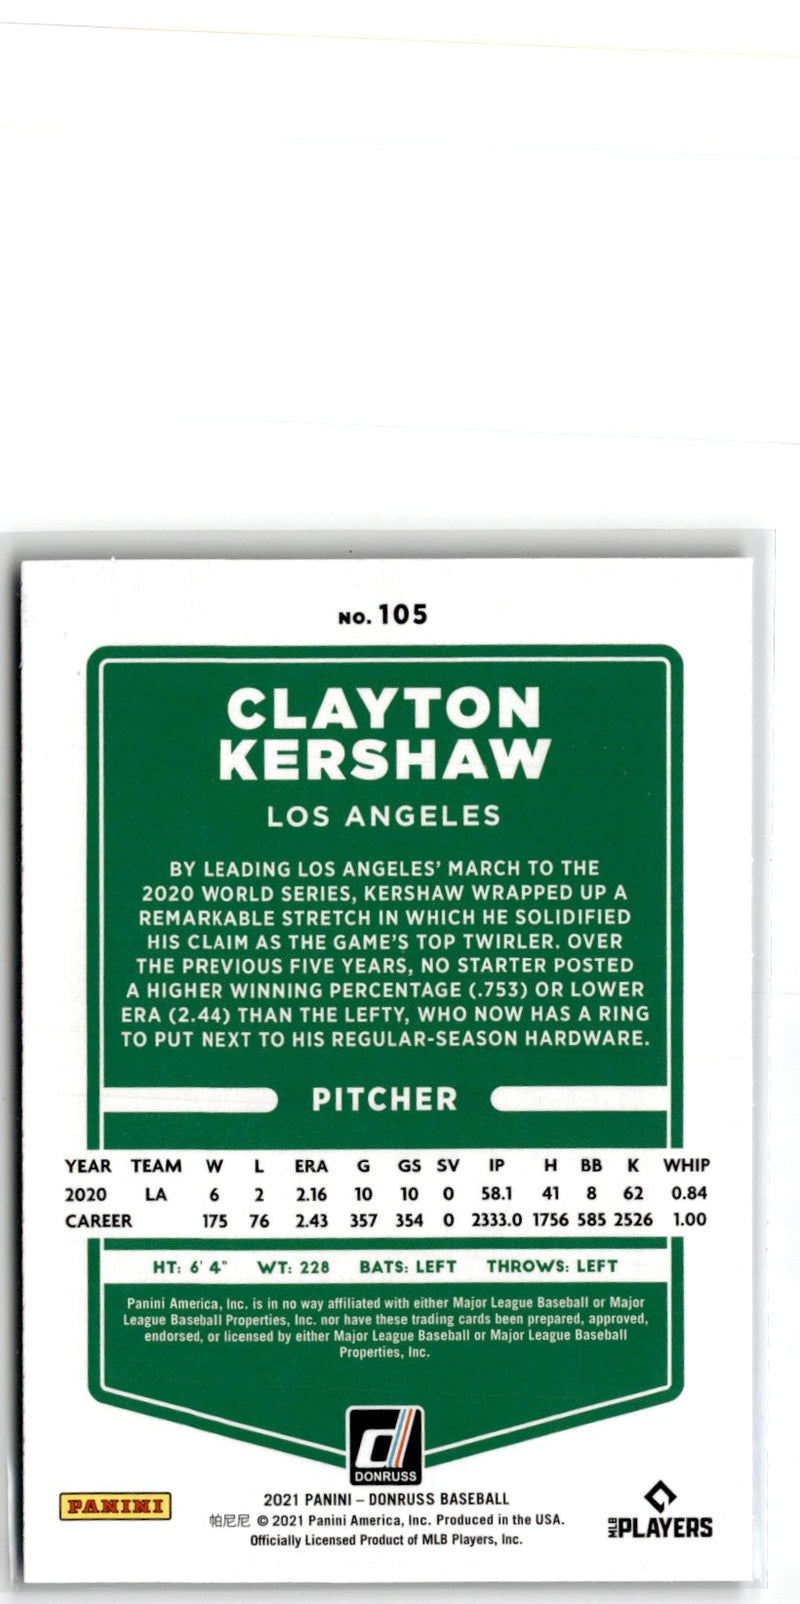 NO. 105
CLAYTON
KERSHAW
LOS ANGELES
BY LEADING LOS ANGELES' MARCH TO THE
2020 WORLD SERIES, KERSHAW WRAPPED UP A
REMARKABLE STRETCH IN WHICH HE SOLIDIFIED
HIS CLAIM AS THE GAME'S TOP TWIRLER. OVER
THE PREVIOUS FIVE YEARS, NO STARTER POSTED
A HIGHER WINNING PERCENTAGE (.753) OR LOWER
ERA (2.44) THAN THE LEFTY, WHO NOW HAS A RING
TO PUT NEXT TO HIS REGULAR-SEASON HARDWARE.
PITCHER
YEAR TEAM W L ERA G GS SV IP H BB K WHIP
2020 LA 6 2 2.16 10 10 0 58.1 41 8 62 0.84
CAREER 175 76 2.43 357 354 0 2333.0 1756 585 2526 1.00
HT: 6' 4" WT: 228 BATS: LEFT THROWS: LEFT
Panini America, Inc. is in no way affiliated with either Major League Baseball or Major
League Baseball Properties, Inc. nor have these trading cards been prepared, approved,
endorsed, or licensed by either Major League Baseball or Major League Baseball
Properties, Inc.
d
DONRUSS
PANINI
2021 PANINI – DONRUSS BASEBALL
帕尼尼 © 2021 Panini America, Inc. Produced in the USA.
Officially Licensed Product of MLB Players, Inc.
MLB PLAYERS